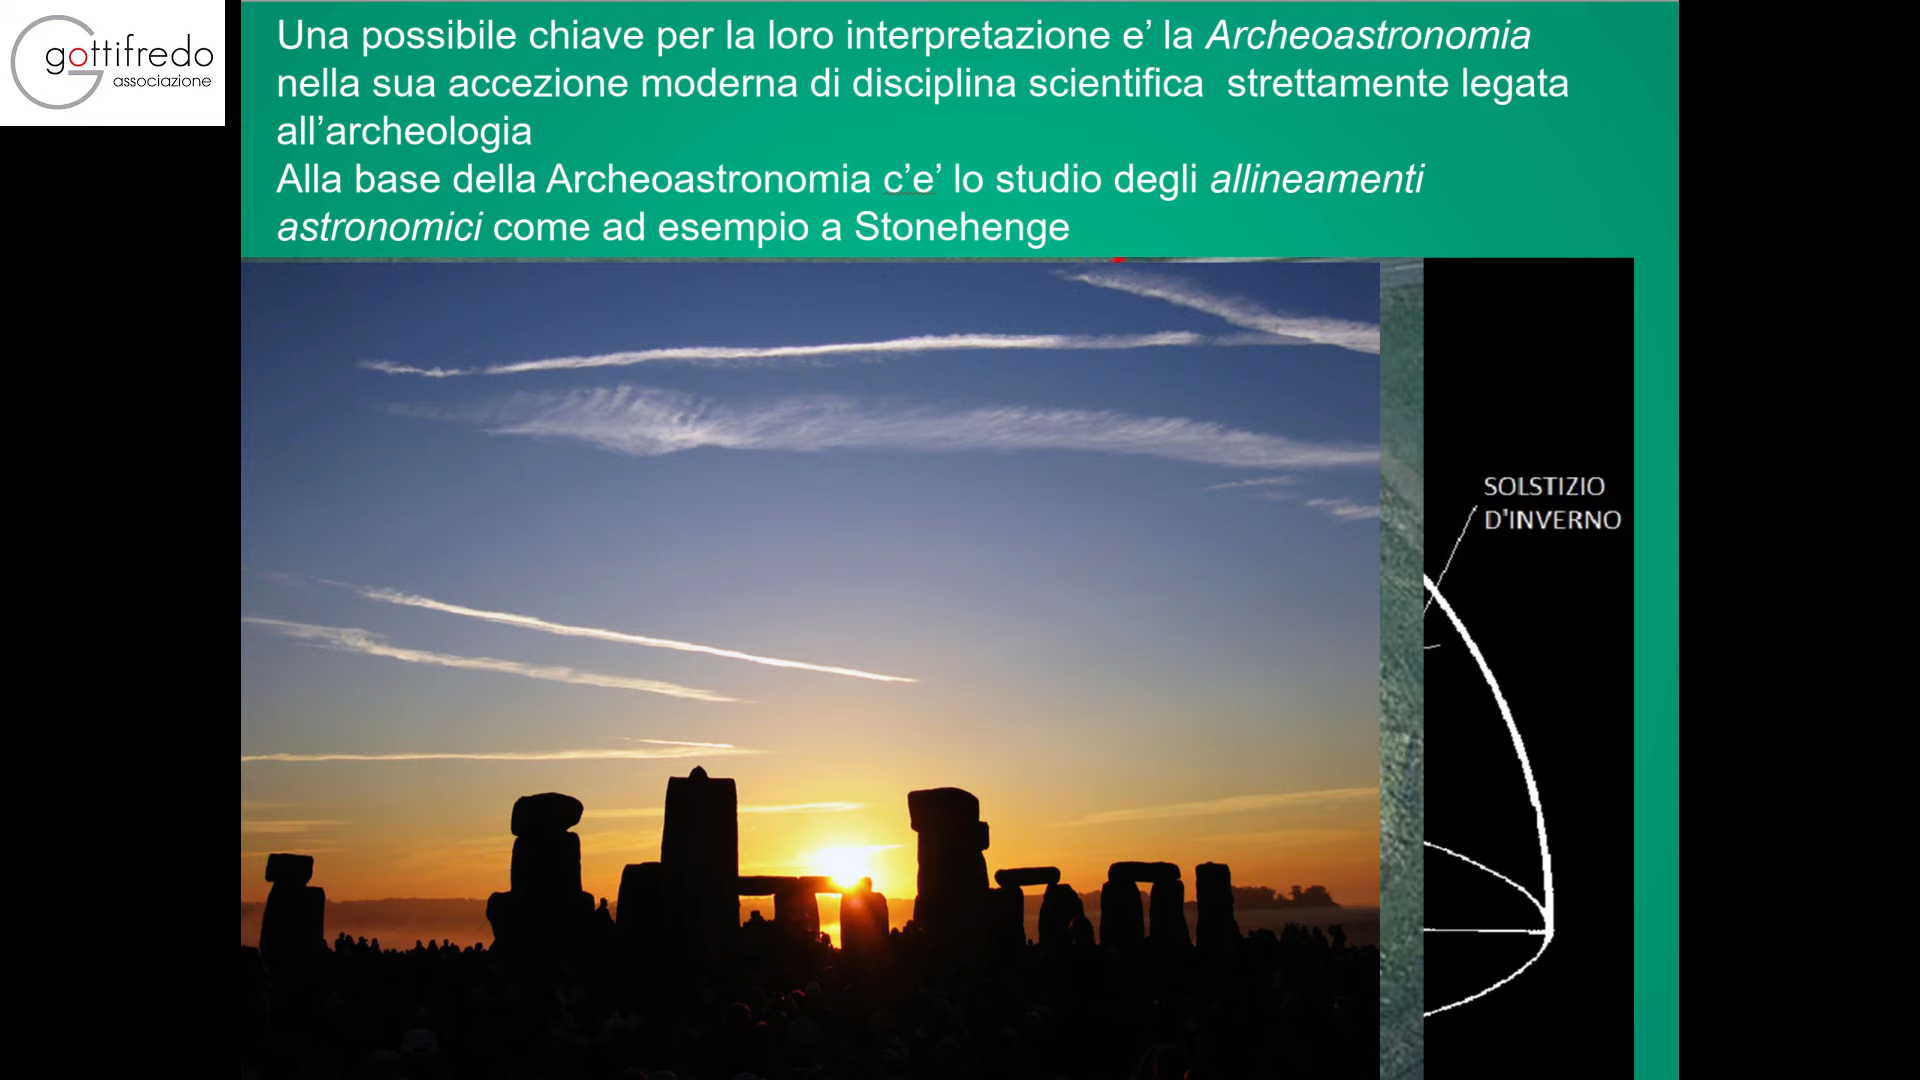 gottifredo
associazione
Una possibile chiave per la loro interpretazione e’ la Archeoastronomia
nella sua accezione moderna di disciplina scientifica  strettamente legata
all’archeologia
Alla base della Archeoastronomia c’e’ lo studio degli allineamenti
astronomici come ad esempio a Stonehenge
SOLSTIZIO
D'INVERNO